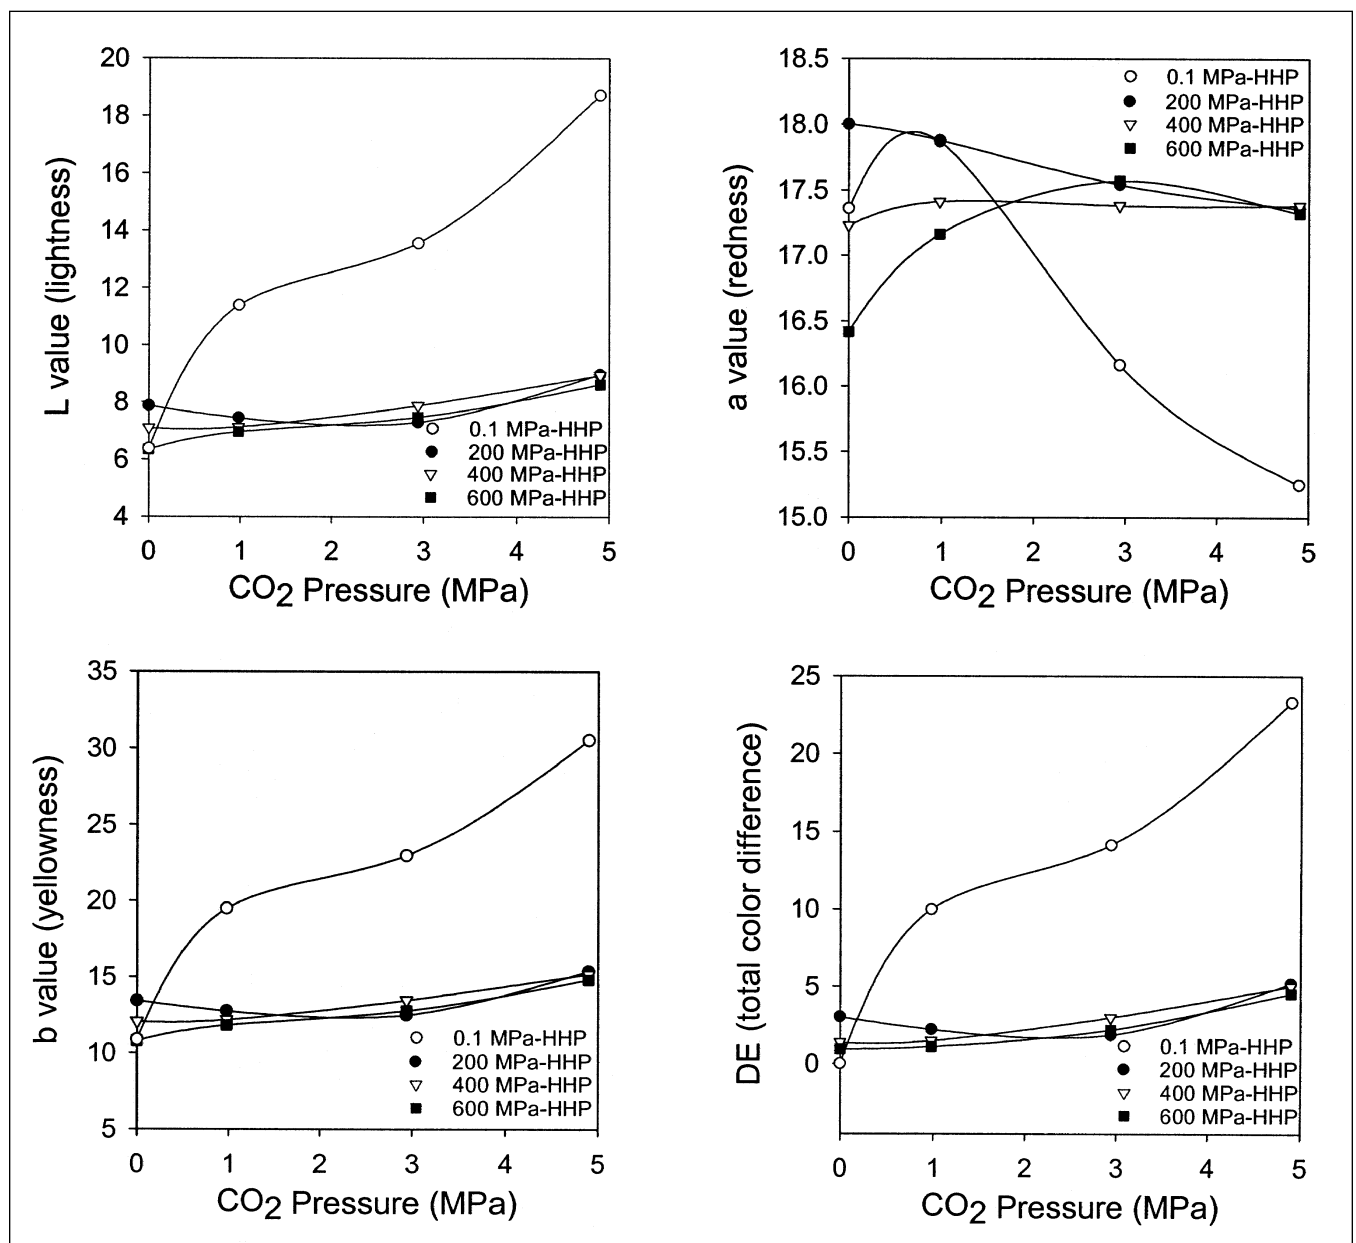 20
18
16
14
12
10
8
6
4
L value (lightness)
0.1 MPa-HHP
200 MPa-HHP
400 MPa-HHP
600 MPa-HHP
0 1 2 3 4 5
CO2 Pressure (MPa)
18.5
18.0
17.5
17.0
16.5
16.0
15.5
15.0
a value (redness)
0.1 MPa-HHP
200 MPa-HHP
400 MPa-HHP
600 MPa-HHP
0 1 2 3 4 5
CO2 Pressure (MPa)
35
30
25
20
15
10
5
b value (yellowness)
0.1 MPa-HHP
200 MPa-HHP
400 MPa-HHP
600 MPa-HHP
0 1 2 3 4 5
CO2 Pressure (MPa)
25
20
15
10
5
0
DE (total color difference)
0.1 MPa-HHP
200 MPa-HHP
400 MPa-HHP
600 MPa-HHP
0 1 2 3 4 5
CO2 Pressure (MPa)